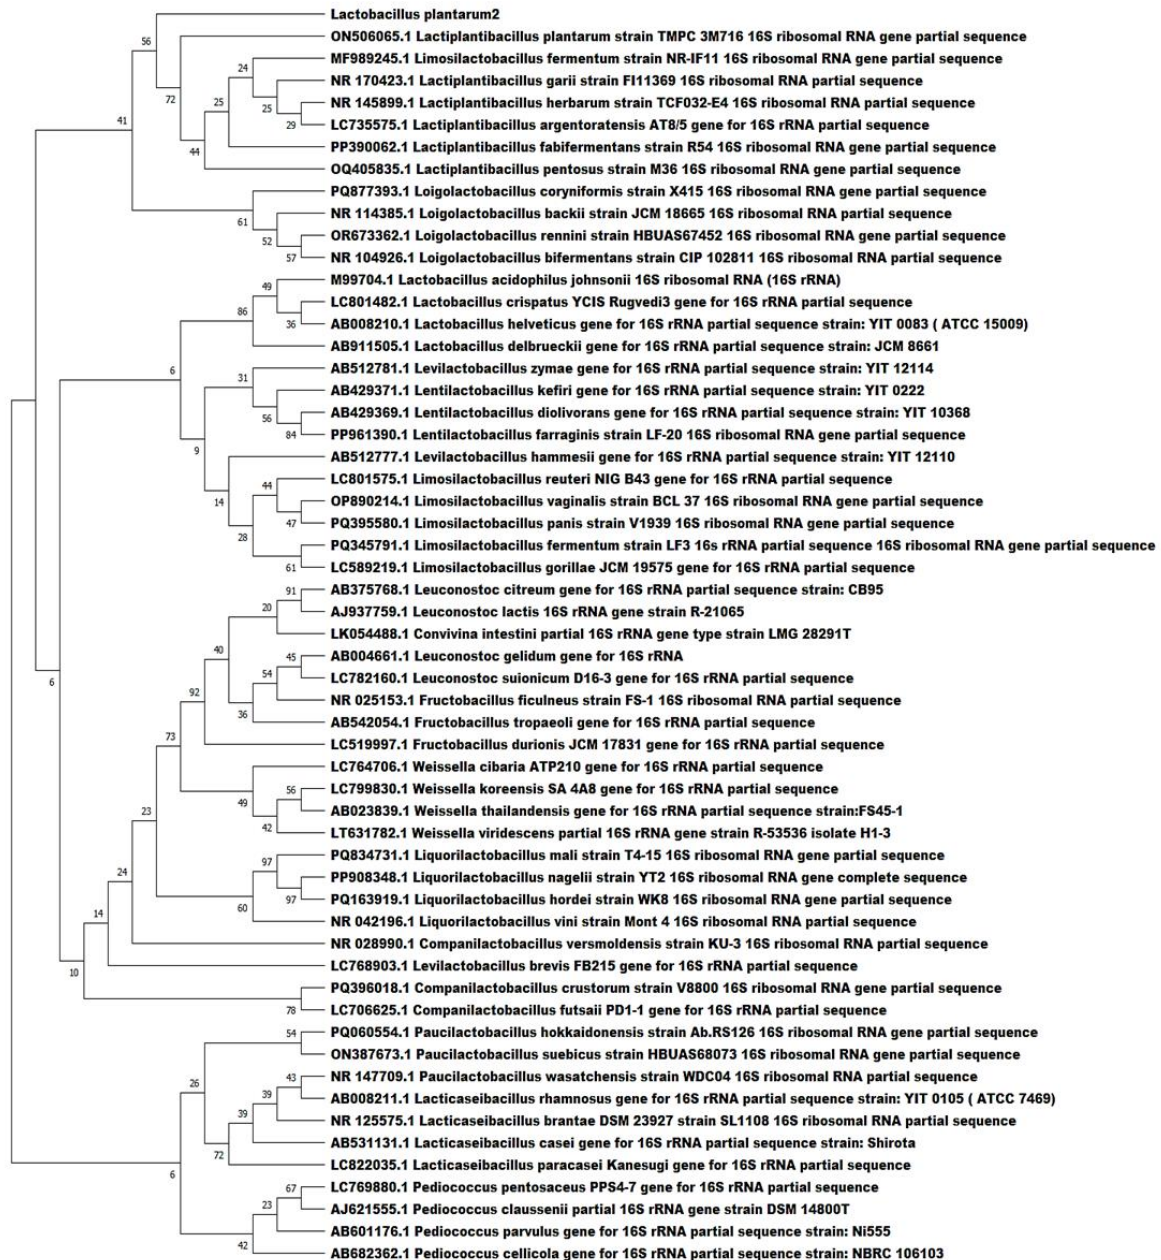 Lactobacillus plantarum2
56
ON506065.1 Lactiplantibacillus plantarum strain TMPC 3M716 16S ribosomal RNA gene partial sequence
MF989245.1 Limosilactobacillus fermentum strain NR-IF11 16S ribosomal RNA gene partial sequence
24
NR 170423.1 Lactiplantibacillus garii strain FI11369 16S ribosomal RNA partial sequence
72
25
25
NR 145899.1 Lactiplantibacillus herbarum strain TCF032-E4 16S ribosomal RNA partial sequence
41
29
LC735575.1 Lactiplantibacillus argentoratensis AT8/5 gene for 16S rRNA partial sequence
44
PP390062.1 Lactiplantibacillus fabifermentans strain R54 16S ribosomal RNA gene partial sequence
OQ405835.1 Lactiplantibacillus pentosus strain M36 16S ribosomal RNA gene partial sequence
PQ877393.1 Loigolactobacillus coryniformis strain X415 16S ribosomal RNA gene partial sequence
NR 114385.1 Loigolactobacillus backii strain JCM 18665 16S ribosomal RNA partial sequence
61
OR673362.1 Loigolactobacillus rennini strain HBUAS67452 16S ribosomal RNA gene partial sequence
52
57
NR 104926.1 Loigolactobacillus bifermentans strain CIP 102811 16S ribosomal RNA partial sequence
M99704.1 Lactobacillus acidophilus johnsonii 16S ribosomal RNA (16S rRNA)
49
LC801482.1 Lactobacillus crispatus YCIS Rugvedi3 gene for 16S rRNA partial sequence
86
36
AB008210.1 Lactobacillus helveticus gene for 16S rRNA partial sequence strain: YIT 0083 ( ATCC 15009)
AB911505.1 Lactobacillus delbrueckii gene for 16S rRNA partial sequence strain: JCM 8661
6
AB512781.1 Levilactobacillus zymae gene for 16S rRNA partial sequence strain: YIT 12114
31
AB429371.1 Lentilactobacillus kefiri gene for 16S rRNA partial sequence strain: YIT 0222
56
AB429369.1 Lentilactobacillus diolivorans gene for 16S rRNA partial sequence strain: YIT 10368
84
PP961390.1 Lentilactobacillus farraginis strain LF-20 16S ribosomal RNA gene partial sequence
9
AB512777.1 Levilactobacillus hammesii gene for 16S rRNA partial sequence strain: YIT 12110
LC801575.1 Limosilactobacillus reuteri NIG B43 gene for 16S rRNA partial sequence
44
14
OP890214.1 Limosilactobacillus vaginalis strain BCL 37 16S ribosomal RNA gene partial sequence
47
PQ395580.1 Limosilactobacillus panis strain V1939 16S ribosomal RNA gene partial sequence
28
PQ345791.1 Limosilactobacillus fermentum strain LF3 16s rRNA partial sequence 16S ribosomal RNA gene partial sequence
61
LC589219.1 Limosilactobacillus gorillae JCM 19575 gene for 16S rRNA partial sequence
91
AB375768.1 Leuconostoc citreum gene for 16S rRNA partial sequence strain: CB95
20
AJ937759.1 Leuconostoc lactis 16S rRNA gene strain R-21065
LK054488.1 Convivina intestini partial 16S rRNA gene type strain LMG 28291T
40
45
AB004661.1 Leuconostoc gelidum gene for 16S rRNA
54
LC782160.1 Leuconostoc suionicum D16-3 gene for 16S rRNA partial sequence
6
92
NR 025153.1 Fructobacillus ficulneus strain FS-1 16S ribosomal RNA partial sequence
36
AB542054.1 Fructobacillus tropaeoli gene for 16S rRNA partial sequence
73
LC519997.1 Fructobacillus durionis JCM 17831 gene for 16S rRNA partial sequence
LC764706.1 Weissella cibaria ATP210 gene for 16S rRNA partial sequence
56
LC799830.1 Weissella koreensis SA 4A8 gene for 16S rRNA partial sequence
49
23
AB023839.1 Weissella thailandensis gene for 16S rRNA partial sequence strain:FS45-1
42
LT631782.1 Weissella viridescens partial 16S rRNA gene strain R-53536 isolate H1-3
97
PQ834731.1 Liquorilactobacillus mali strain T4-15 16S ribosomal RNA gene partial sequence
24
PP908348.1 Liquorilactobacillus nagelii strain YT2 16S ribosomal RNA gene complete sequence
97
PQ163919.1 Liquorilactobacillus hordei strain WK8 16S ribosomal RNA gene partial sequence
60
14
NR 042196.1 Liquorilactobacillus vini strain Mont 4 16S ribosomal RNA partial sequence
NR 028990.1 Companilactobacillus versmoldensis strain KU-3 16S ribosomal RNA partial sequence
10
LC768903.1 Levilactobacillus brevis FB215 gene for 16S rRNA partial sequence
PQ396018.1 Companilactobacillus crustorum strain V8800 16S ribosomal RNA gene partial sequence
78
LC706625.1 Companilactobacillus futsaii PD1-1 gene for 16S rRNA partial sequence
54
PQ060554.1 Paucilactobacillus hokkaidonensis strain Ab.RS126 16S ribosomal RNA gene partial sequence
ON387673.1 Paucilactobacillus suebicus strain HBUAS68073 16S ribosomal RNA gene partial sequence
26
43
NR 147709.1 Paucilactobacillus wasatchensis strain WDC04 16S ribosomal RNA partial sequence
39
AB008211.1 Lacticaseibacillus rhamnosus gene for 16S rRNA partial sequence strain: YIT 0105 ( ATCC 7469)
39
NR 125575.1 Lacticaseibacillus brantae DSM 23927 strain SL1108 16S ribosomal RNA partial sequence
AB531131.1 Lacticaseibacillus casei gene for 16S rRNA partial sequence strain: Shirota
72
LC822035.1 Lacticaseibacillus paracasei Kanesugi gene for 16S rRNA partial sequence
6
67
LC769880.1 Pediococcus pentosaceus PPS4-7 gene for 16S rRNA partial sequence
23
AJ621555.1 Pediococcus claussenii partial 16S rRNA gene strain DSM 14800T
AB601176.1 Pediococcus parvulus gene for 16S rRNA partial sequence strain: Ni555
42
AB682362.1 Pediococcus cellicola gene for 16S rRNA partial sequence strain: NBRC 106103